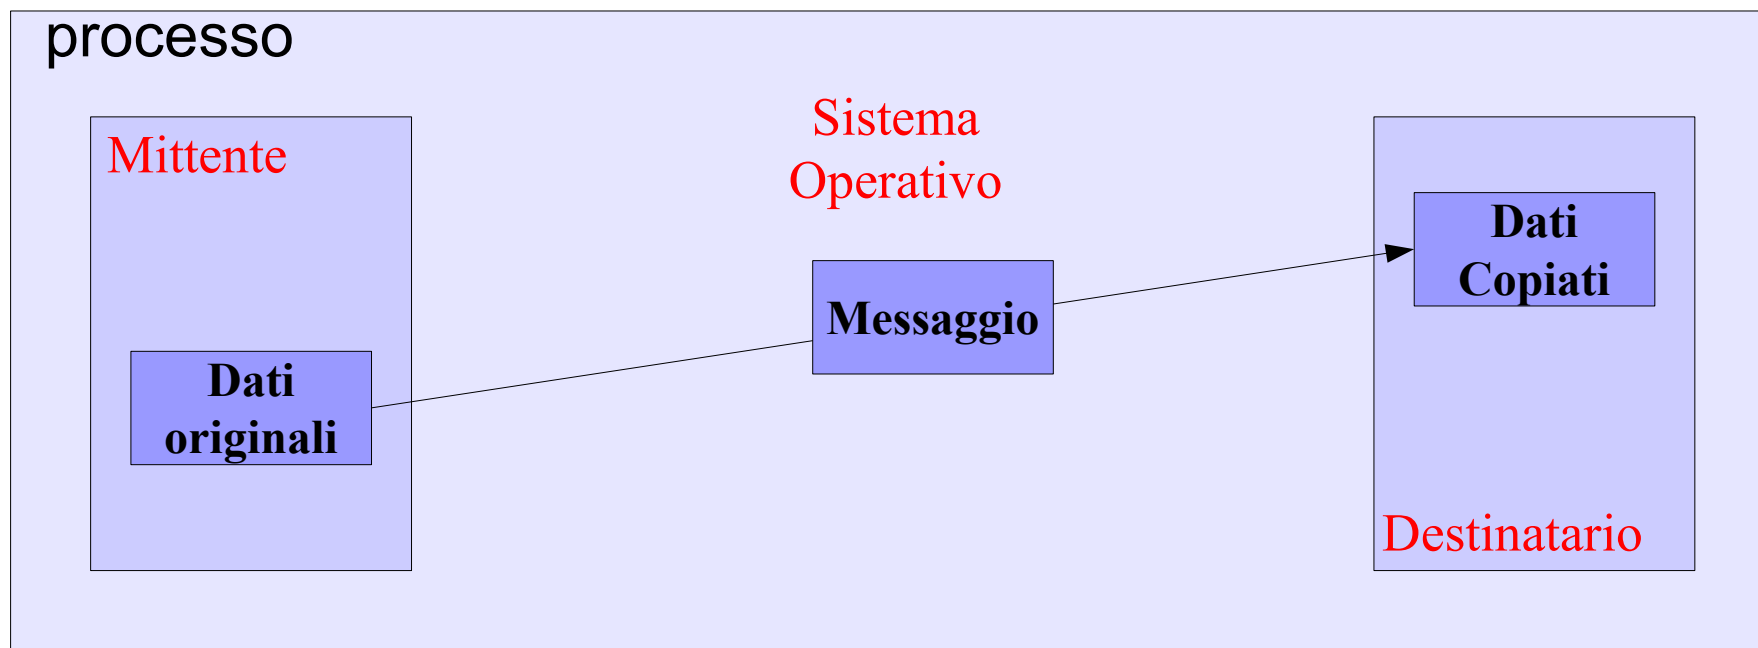 processo
Mittente
Sistema
Operativo
Dati
Copiati
Messaggio
Dati
originali
Destinatario